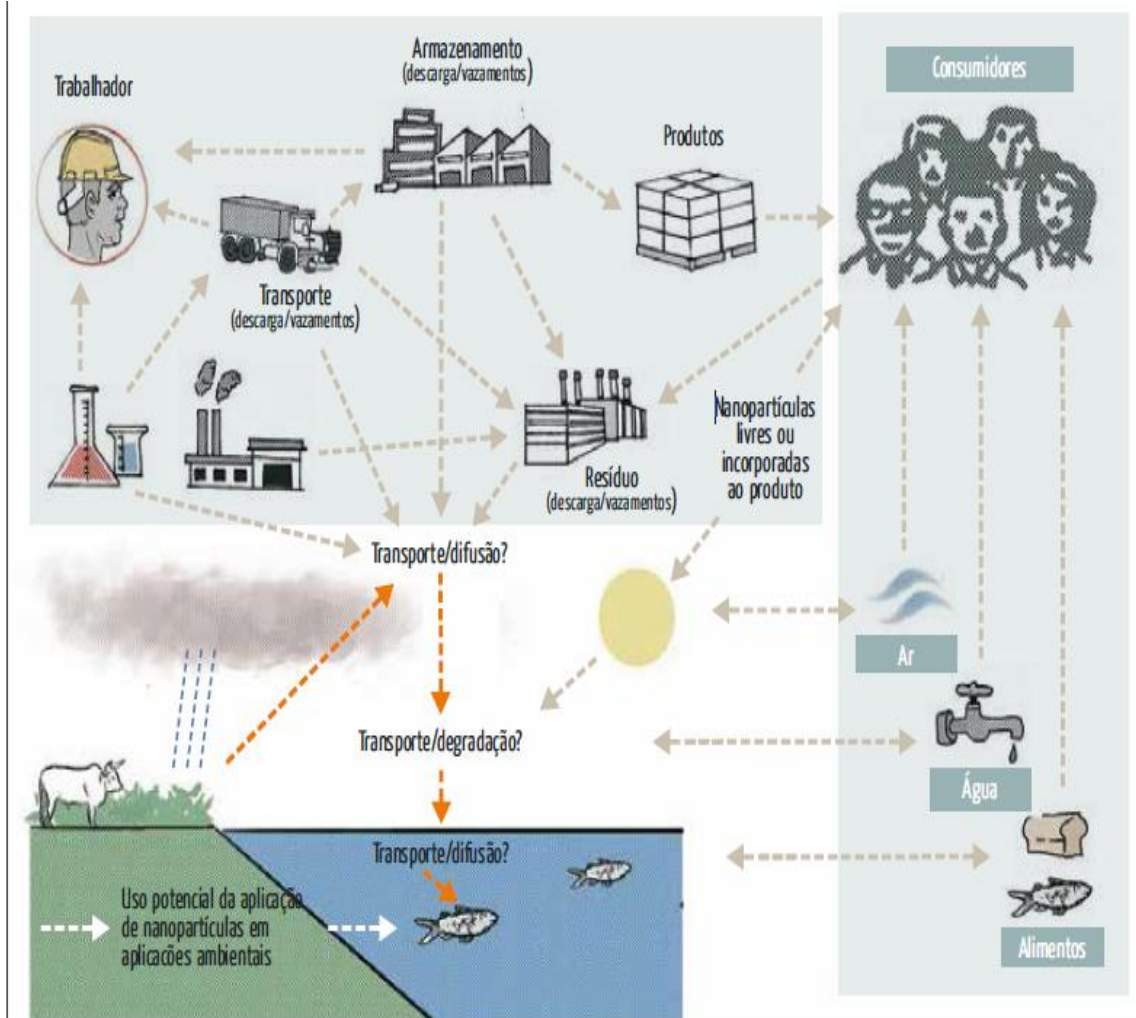 Armazenamento
(descarga/vazamentos)
Consumidores
Trabalhador
Produtos
Transporte
(descarga/vazamentos)
Nanopartículas
livres ou
incorporadas
ao produto
Resíduo
(descarga/vazamentos)
Transporte/difusão?
Ar
Transporte/degradação?
Água
Transporte/difusão?
Uso potencial da aplicação
de nanopartículas em
aplicacões ambientais
Alimentos